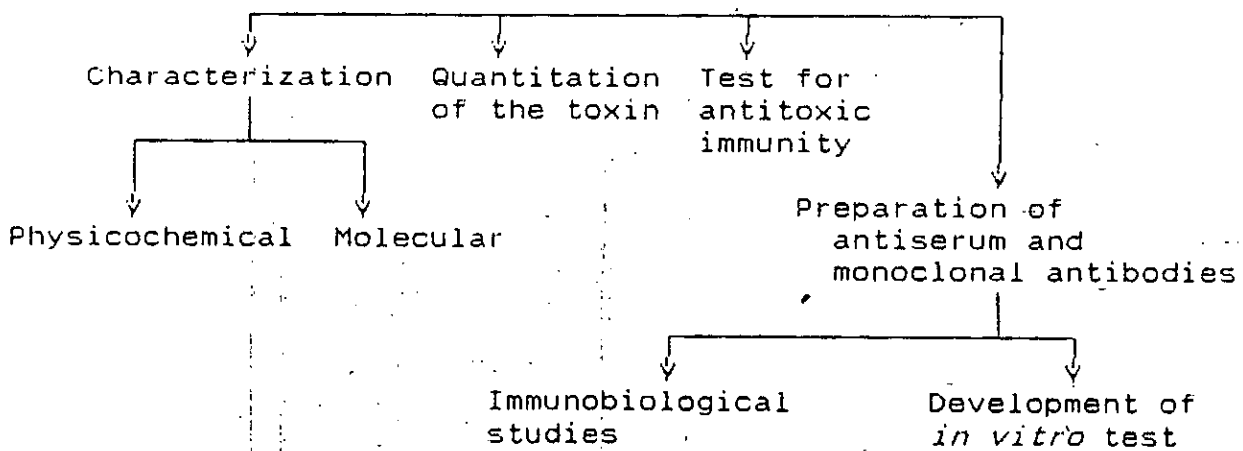 Characterization
Quantitation
of the toxin
Test for
antitoxic
immunity
Physicochemical
Molecular
Preparation of
antiserum and
monoclonal antibodies
Immunobiological
studies
Development of
in vitro test